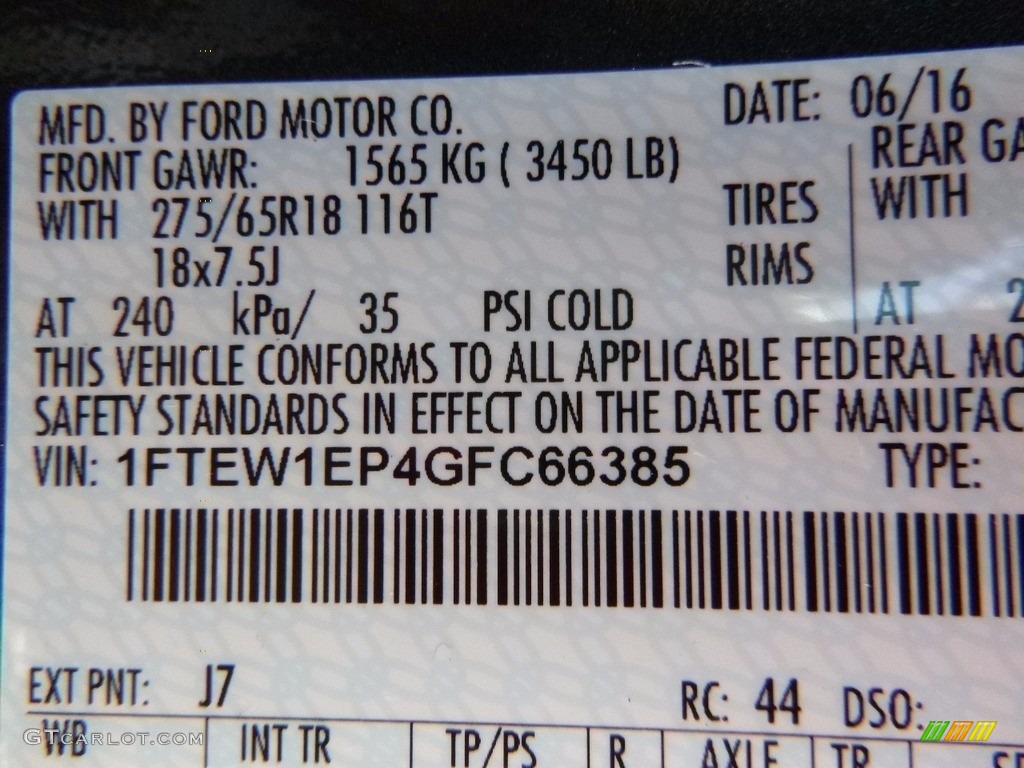 MFD. BY FORD MOTOR CO. DATE: 06/16
FRONT GAWR: 1565 KG ( 3450 LB) REAR GA
WITH 275/65R18 116T TIRES WITH
18x7.5J RIMS
AT 240 kPa/ 35 PSI COLD AT 2
THIS VEHICLE CONFORMS TO ALL APPLICABLE FEDERAL MO
SAFETY STANDARDS IN EFFECT ON THE DATE OF MANUFAC
VIN: 1FTEW1EP4GFC66385 TYPE:
EXT PNT: J7 RC: 44 DSO:
WB INT TR TP/PS R AXLE TR
GTcarlot.com